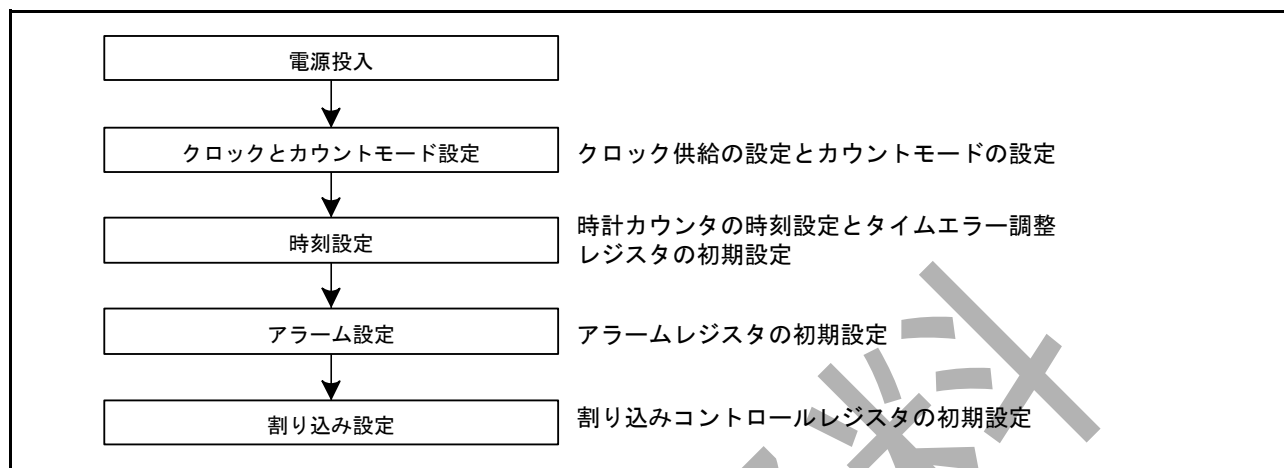 電源投入
クロックとカウントモード設定
クロック供給の設定とカウントモードの設定
時刻設定
時計カウンタの時刻設定とタイムエラー調整
レジスタの初期設定
アラーム設定
アラームレジスタの初期設定
割り込み設定
割り込みコントロールレジスタの初期設定